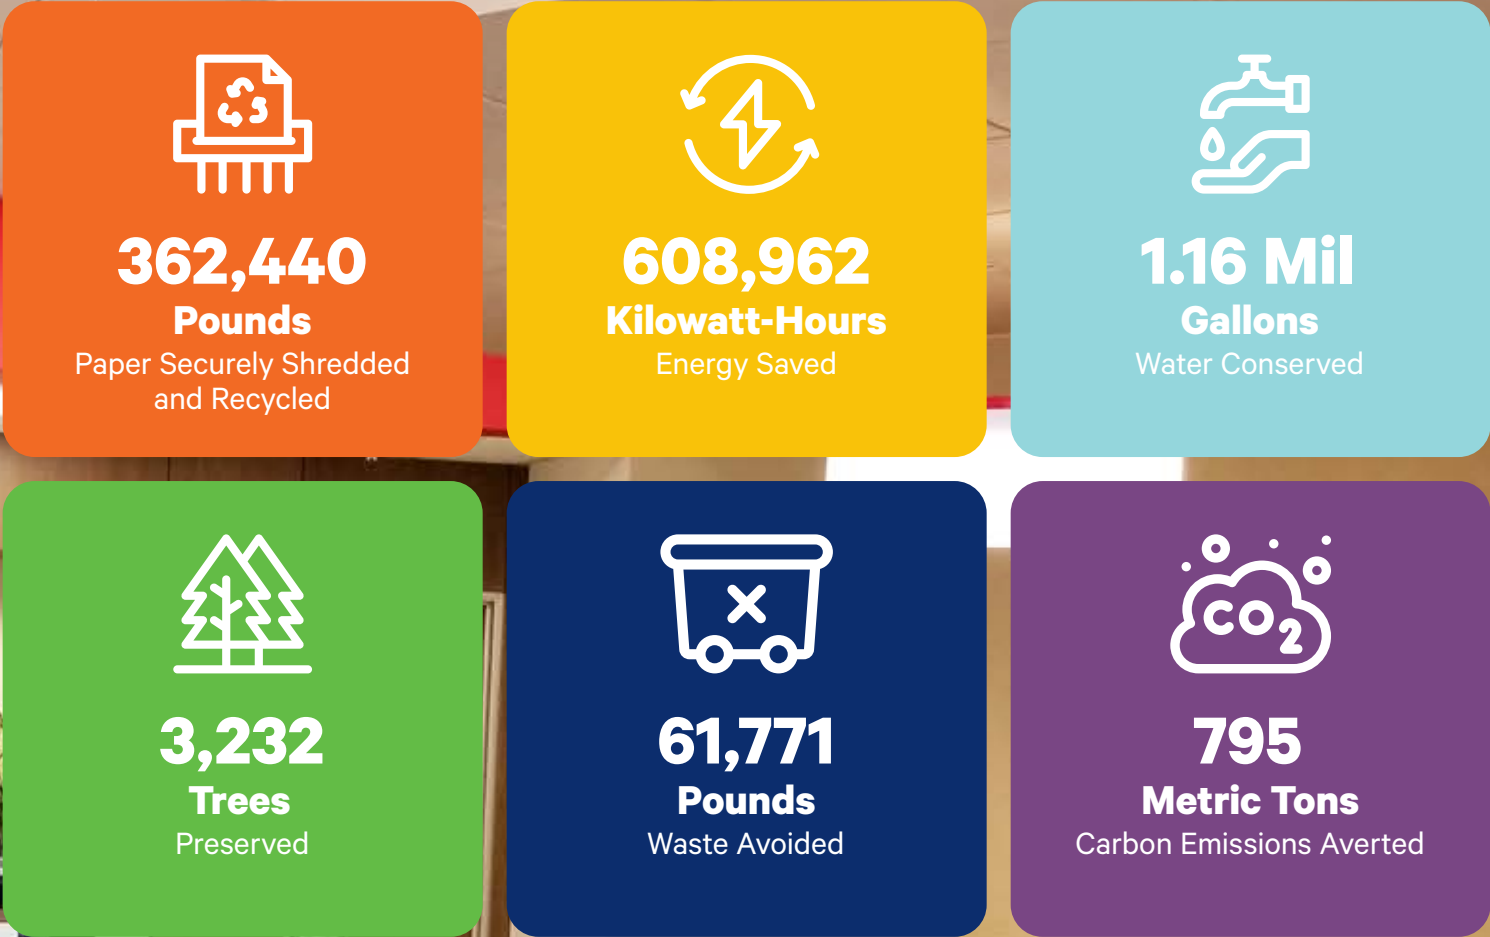 362,440
Pounds
Paper Securely Shredded
and Recycled
608,962
Kilowatt-Hours
Energy Saved
1.16 Mil
Gallons
Water Conserved
3,232
Trees
Preserved
61,771
Pounds
Waste Avoided
CO2
795
Metric Tons
Carbon Emissions Averted